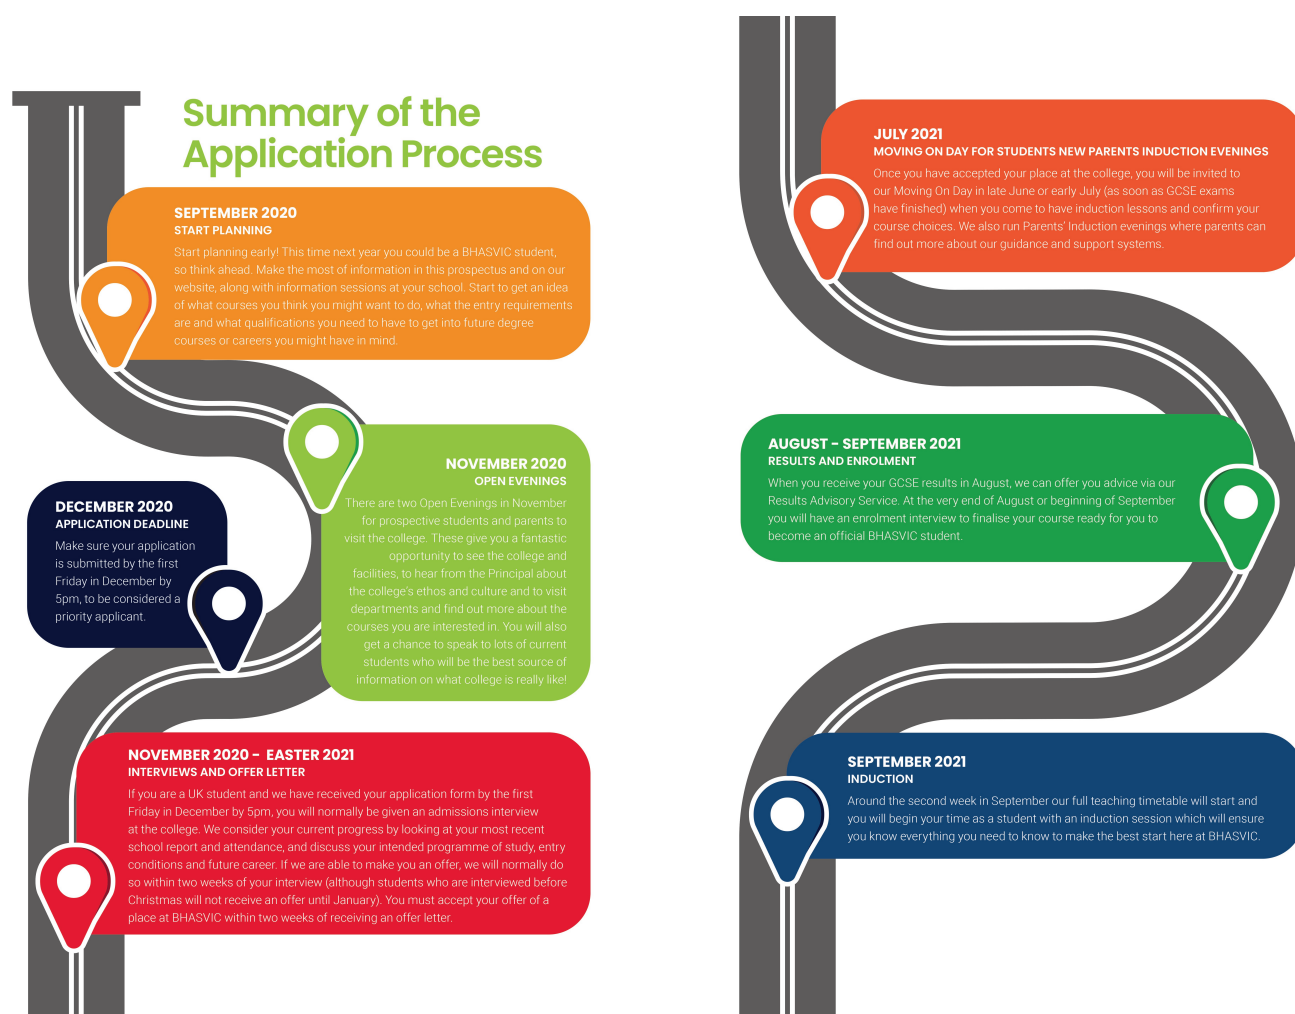 Summary of the
Application Process
SEPTEMBER 2020
START PLANNING
Start planning early! This time next year you could be a BHASVIC student,
so think ahead. Make the most of information in this prospectus and on our
website, along with information sessions at your school. Start to get an idea
of what courses you think you might want to do, what the entry requirements
are and what qualifications you need to have to get into future degree
courses or careers you might have in mind.
NOVEMBER 2020
OPEN EVENINGS
There are two Open Evenings in November
for prospective students and parents to
visit the college. These give you a fantastic
opportunity to see the college and
facilities, to hear from the Principal about
the college's ethos and culture and to visit
departments and find out more about the
courses you are interested in. You will also
get a chance to speak to lots of current
students who will be the best source of
information on what college is really like!
DECEMBER 2020
APPLICATION DEADLINE
Make sure your application
is submitted by the first
Friday in December by
5pm, to be considered a
priority applicant.
NOVEMBER 2020 - EASTER 2021
INTERVIEWS AND OFFER LETTER
If you are a UK student and we have received your application form by the first
Friday in December by 5pm, you will normally be given an admissions interview
at the college. We consider your current progress by looking at your most recent
school report and attendance, and discuss your intended programme of study, entry
conditions and future career. If we are able to make you an offer, we will normally do
so within two weeks of your interview (although students who are interviewed before
Christmas will not receive an offer until January). You must accept your offer of a
place at BHASVIC within two weeks of receiving an offer letter.
JULY 2021
MOVING ON DAY FOR STUDENTS NEW PARENTS INDUCTION EVENINGS
Once you have accepted your place at the college, you will be invited to
our Moving On Day in late June or early July (as soon as GCSE exams
have finished) when you come to have induction lessons and confirm your
course choices. We also run Parents' Induction evenings where parents can
find out more about our guidance and support systems.
AUGUST - SEPTEMBER 2021
RESULTS AND ENROLMENT
When you receive your GCSE results in August, we can offer you advice via our
Results Advisory Service. At the very end of August or beginning of September
you will have an enrolment interview to finalise your course ready for you to
become an official BHASVIC student.
SEPTEMBER 2021
INDUCTION
Around the second week in September our full teaching timetable will start and
you will begin your time as a student with an induction session which will ensure
you know everything you need to know to make the best start here at BHASVIC.